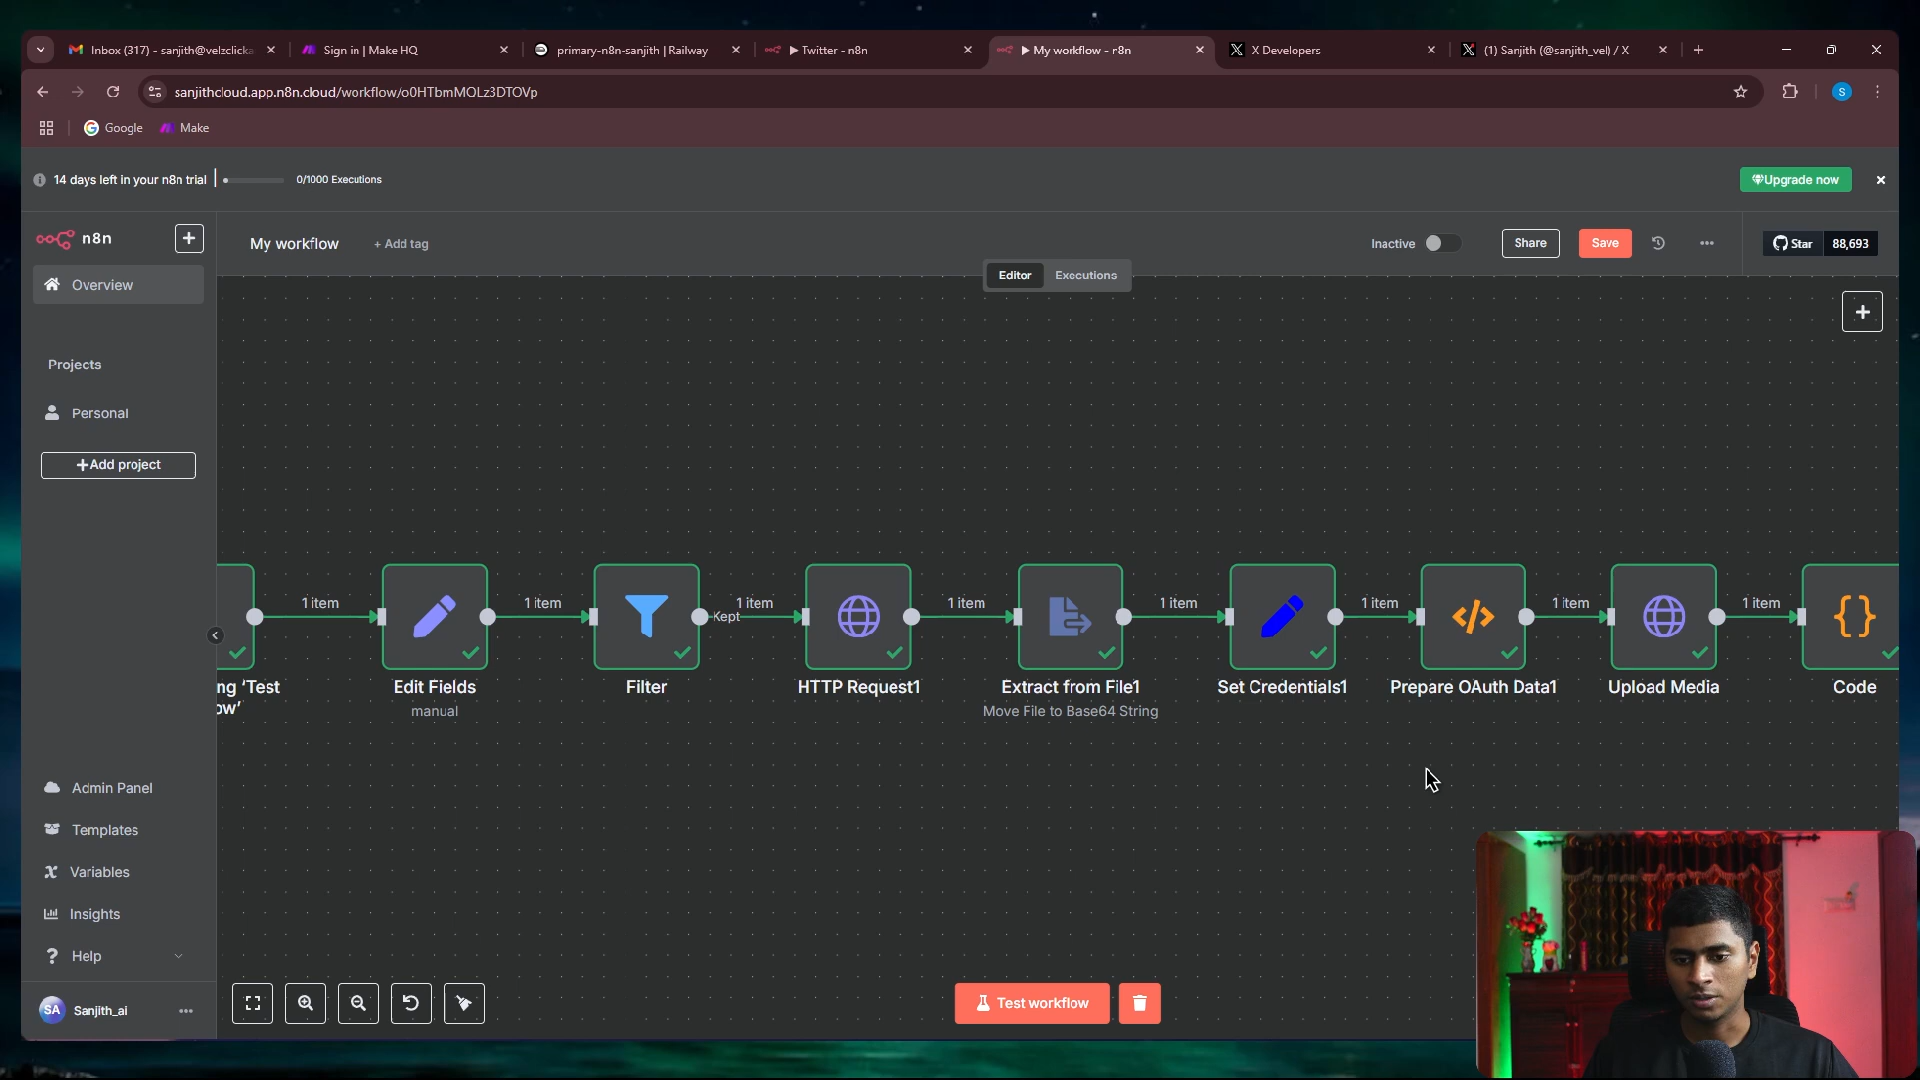 Inbox (317) - sanjith@velzclicka
Sign in | Make HQ
primary-n8n-sanjith | Railway
Twitter - n8n
My workflow - n8n
X Developers
(1) Sanjith (@sanjith_vel) / X
sanjithcloud.app.n8n.cloud/workflow/o0HTbmMOLz3DTOVp
S
Google
Make
14 days left in your n8n trial
0/1000 Executions
Upgrade now
n8n
My workflow
+ Add tag
Inactive
Share
Save
Star
88,693
Overview
Editor
Executions
Projects
Personal
+Add project
1 item
1 item
Kept
1 item
1 item
1 item
1 item
1 item
1 item
ng ‘Test
ow’
Edit Fields
manual
Filter
HTTP Request1
Extract from File1
Move File to Base64 String
Set Credentials1
Prepare OAuth Data1
Upload Media
Code
Admin Panel
Templates
Variables
Insights
Help
SA
Sanjith_ai
Test workflow